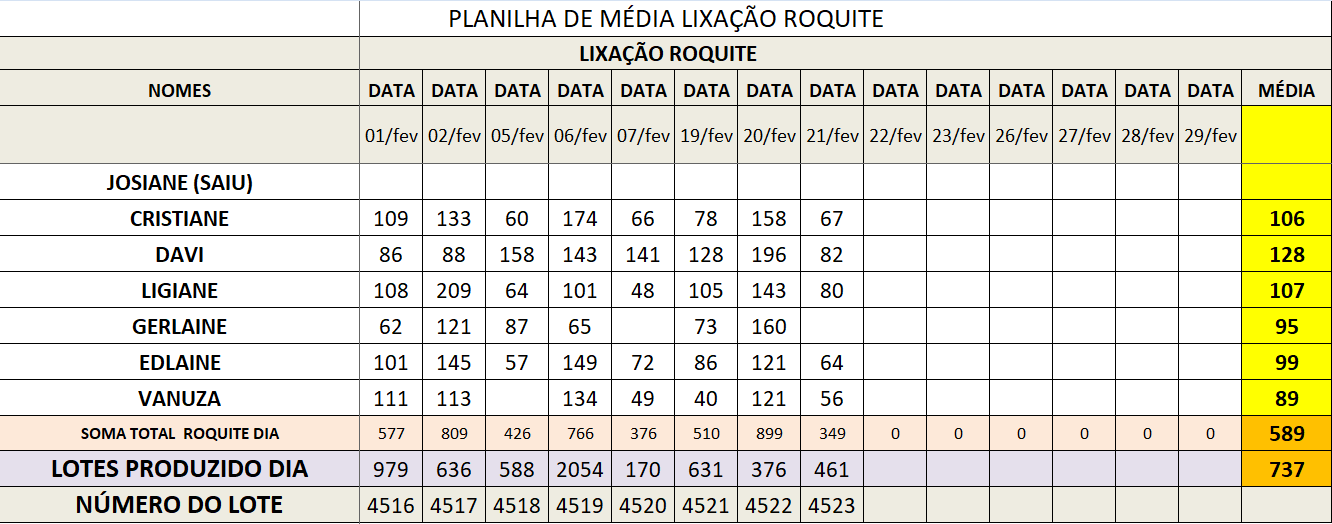 PLANILHA DE MÉDIA LIXAÇÃO ROQUITE
LIXAÇÃO ROQUITE
NOMES DATA DATA DATA DATA DATA DATA DATA DATA DATA DATA DATA DATA DATA DATA MÉDIA
01/fev 02/fev 05/fev 06/fev 07/fev 19/fev 20/fev 21/fev 22/fev 23/fev 26/fev 27/fev 28/fev 29/fev
JOSIANE (SAIU)
CRISTIANE 109 133 60 174 66 78 158 67 106
DAVI 86 88 158 143 141 128 196 82 128
LIGIANE 108 209 64 101 48 105 143 80 107
GERLAINE 62 121 87 65 73 160 95
EDLAINE 101 145 57 149 72 86 121 64 99
VANUZA 111 113 134 49 40 121 56 89
SOMA TOTAL ROQUITE DIA 577 809 426 766 376 510 899 349 0 0 0 0 0 0 589
LOTES PRODUZIDO DIA 979 636 588 2054 170 631 376 461 737
NÚMERO DO LOTE 4516 4517 4518 4519 4520 4521 4522 4523